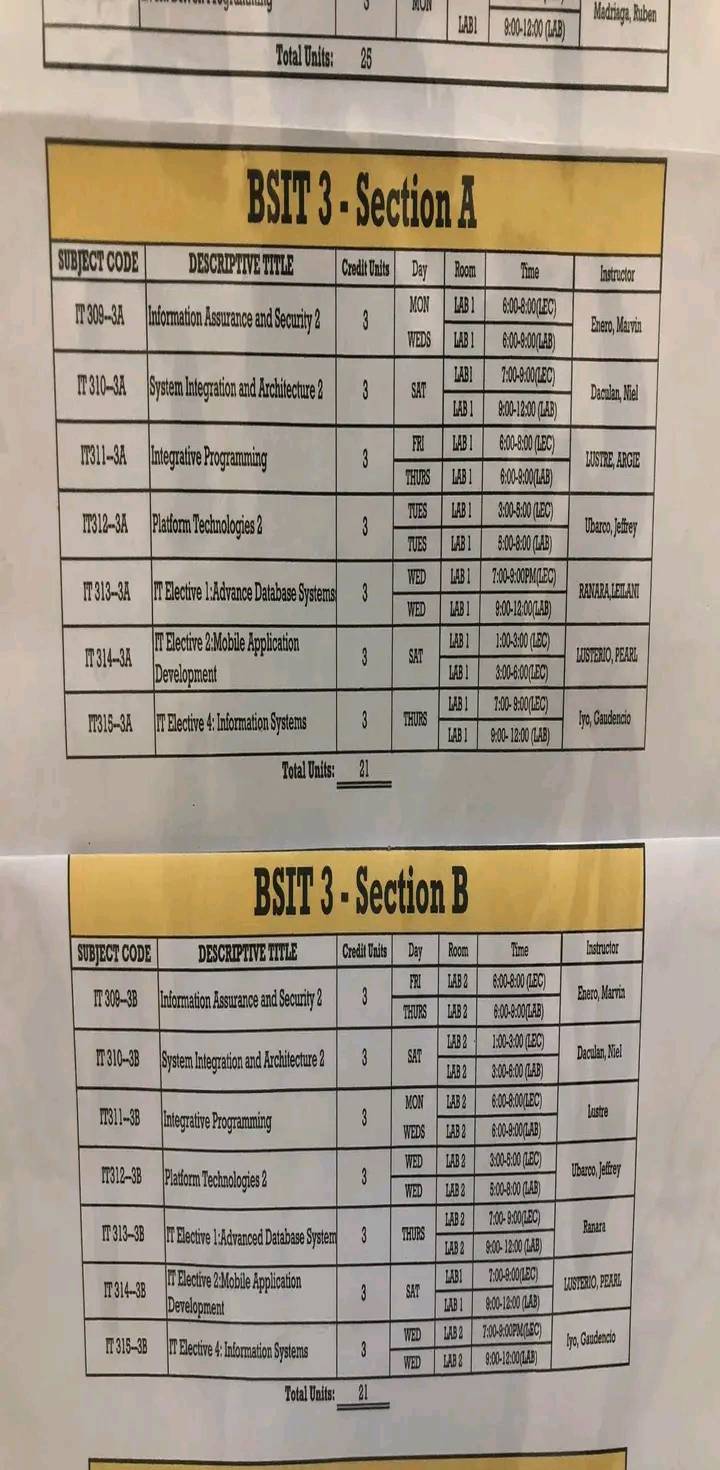 3 MON Madriaga, Ruben
LAB1 9:00-12:00 (LAB)
Total Units: 25
BSIT 3 - Section A
SUBJECT CODE DESCRIPTIVE TITLE Credit Units Day Room Time Instructor
IT 309--3A Information Assurance and Security 2 3 MON LAB 1 6:00-8:00(LEC) Enero, Marvin
WEDS LAB 1 6:00-9:00(LAB)
IT 310--3A System Integration and Architecture 2 3 SAT LAB1 7:00-9:00(LEC) Daculan, Niel
LAB 1 9:00-12:00 (LAB)
IT311--3A Integrative Programming 3 FRI LAB 1 6:00-8:00 (LEC) LUSTRE, ARGIE
THURS LAB 1 6:00-9:00(LAB)
IT312--3A Platform Technologies 2 3 TUES LAB 1 3:00-5:00 (LEC) Ubarco, Jeffrey
TUES LAB 1 5:00-8:00 (LAB)
IT 313--3A IT Elective 1:Advance Database Systems 3 WED LAB 1 7:00-9:00PM(LEC) RANARA,LEILANI
WED LAB 1 9:00-12:00(LAB)
IT 314--3A IT Elective 2:Mobile Application 3 SAT LAB 1 1:00-3:00 (LEC) LUSTERIO, PEARL
Development LAB 1 3:00-6:00(LEC)
IT315--3A IT Elective 4: Information Systems 3 THURS LAB 1 7:00- 9:00(LEC) Iyo, Gaudencio
LAB 1 9:00- 12:00 (LAB)
Total Units: 21
BSIT 3 - Section B
SUBJECT CODE DESCRIPTIVE TITLE Credit Units Day Room Time Instructor
IT 309--3B Information Assurance and Security 2 3 FRI LAB 2 6:00-8:00 (LEC) Enero, Marvin
THURS LAB 2 6:00-9:00(LAB)
IT 310--3B System Integration and Architecture 2 3 SAT LAB 2 1:00-3:00 (LEC) Daculan, Niel
LAB 2 3:00-6:00 (LAB)
IT311--3B Integrative Programming 3 MON LAB 2 6:00-8:00(LEC) Lustre
WEDS LAB 2 6:00-9:00(LAB)
IT312--3B Platform Technologies 2 3 WED LAB 2 3:00-5:00 (LEC) Ubarco, Jeffrey
WED LAB 2 5:00-8:00 (LAB)
IT 313--3B IT Elective 1:Advanced Database System 3 THURS LAB 2 7:00- 9:00(LEC) Ranara
LAB 2 9:00- 12:00 (LAB)
IT 314--3B IT Elective 2:Mobile Application 3 SAT LAB1 7:00-9:00(LEC) LUSTERIO, PEARL
Development LAB 1 9:00-12:00 (LAB)
IT 315--3B IT Elective 4: Information Systems 3 WED LAB 2 7:00-9:00PM(LEC) Iyo, Gaudencio
WED LAB 2 9:00-12:00(LAB)
Total Units: 21